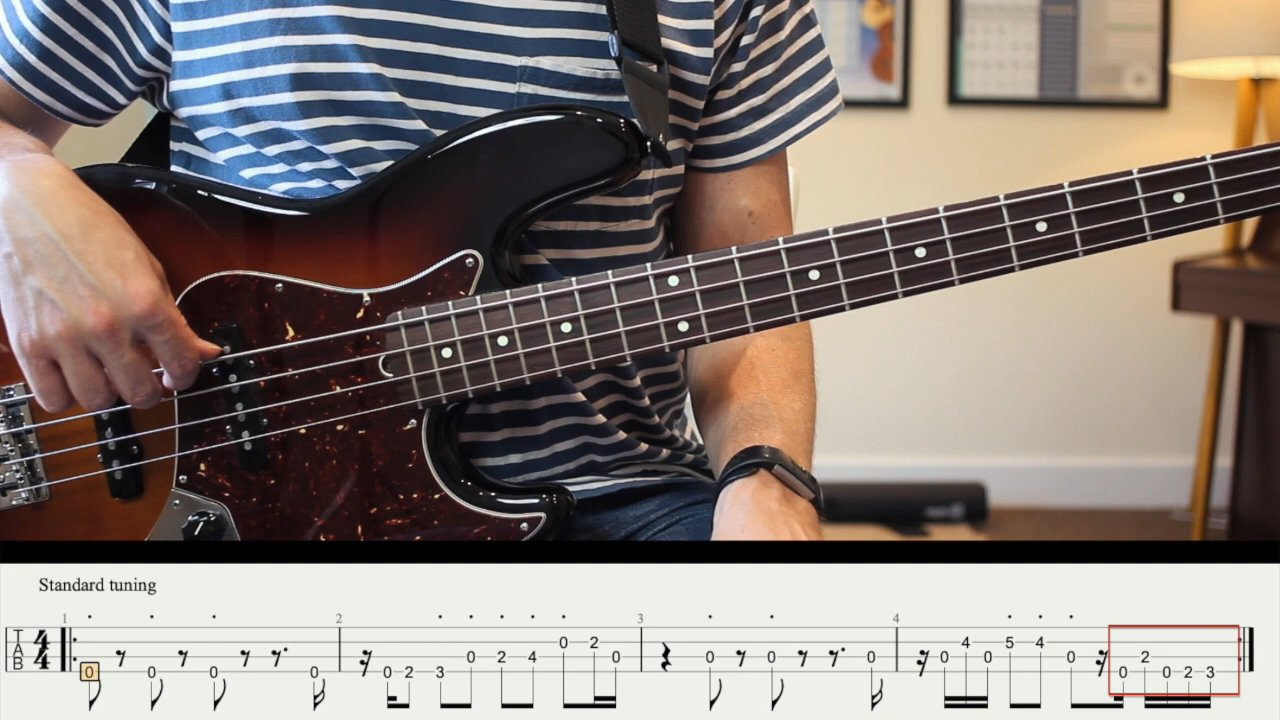 Standard tuning
1 2 3 4
T 4
A 4
B
0 2 4 5 4
0 2 4 0 0 0 0 0 0 0 2
0 0 0 0 0 2 3 0 0 2 3